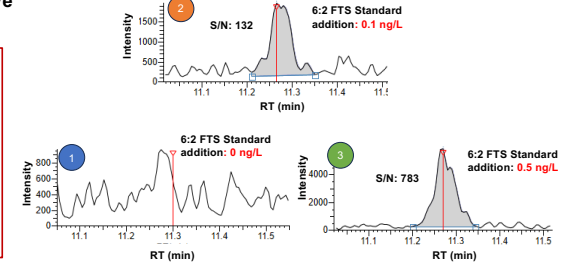 2
Intensity
1500
1000
500
0
S/N: 132
6:2 FTS Standard
addition: 0.1 ng/L
11.1 11.2 11.3 11.4
RT (min)
1
Intensity
800
600
400
200
0
6:2 FTS Standard
addition: 0 ng/L
11.1 11.2 11.3 11.4 11.5
RT (min)
3
Intensity
4000
2000
0
S/N: 783
6:2 FTS Standard
addition: 0.5 ng/L
11.1 11.2 11.3 11.4 11.5
RT (min)